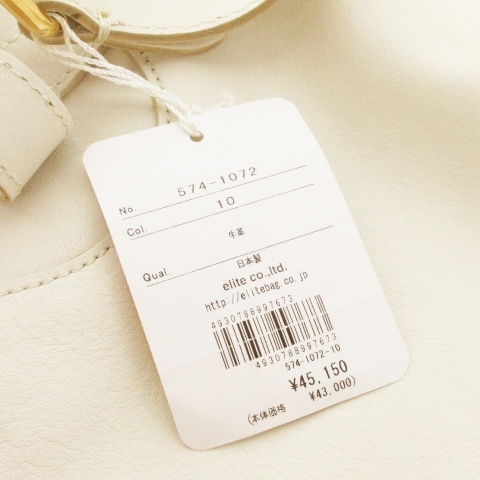 No. 574-1072
Col. 10
牛革
Qual. 日本製
elite co.,ltd.
http://elitebag.co.jp
4930788997673
4930788997673
574-1072-10
¥45,150
(本体価格 ¥43,000)